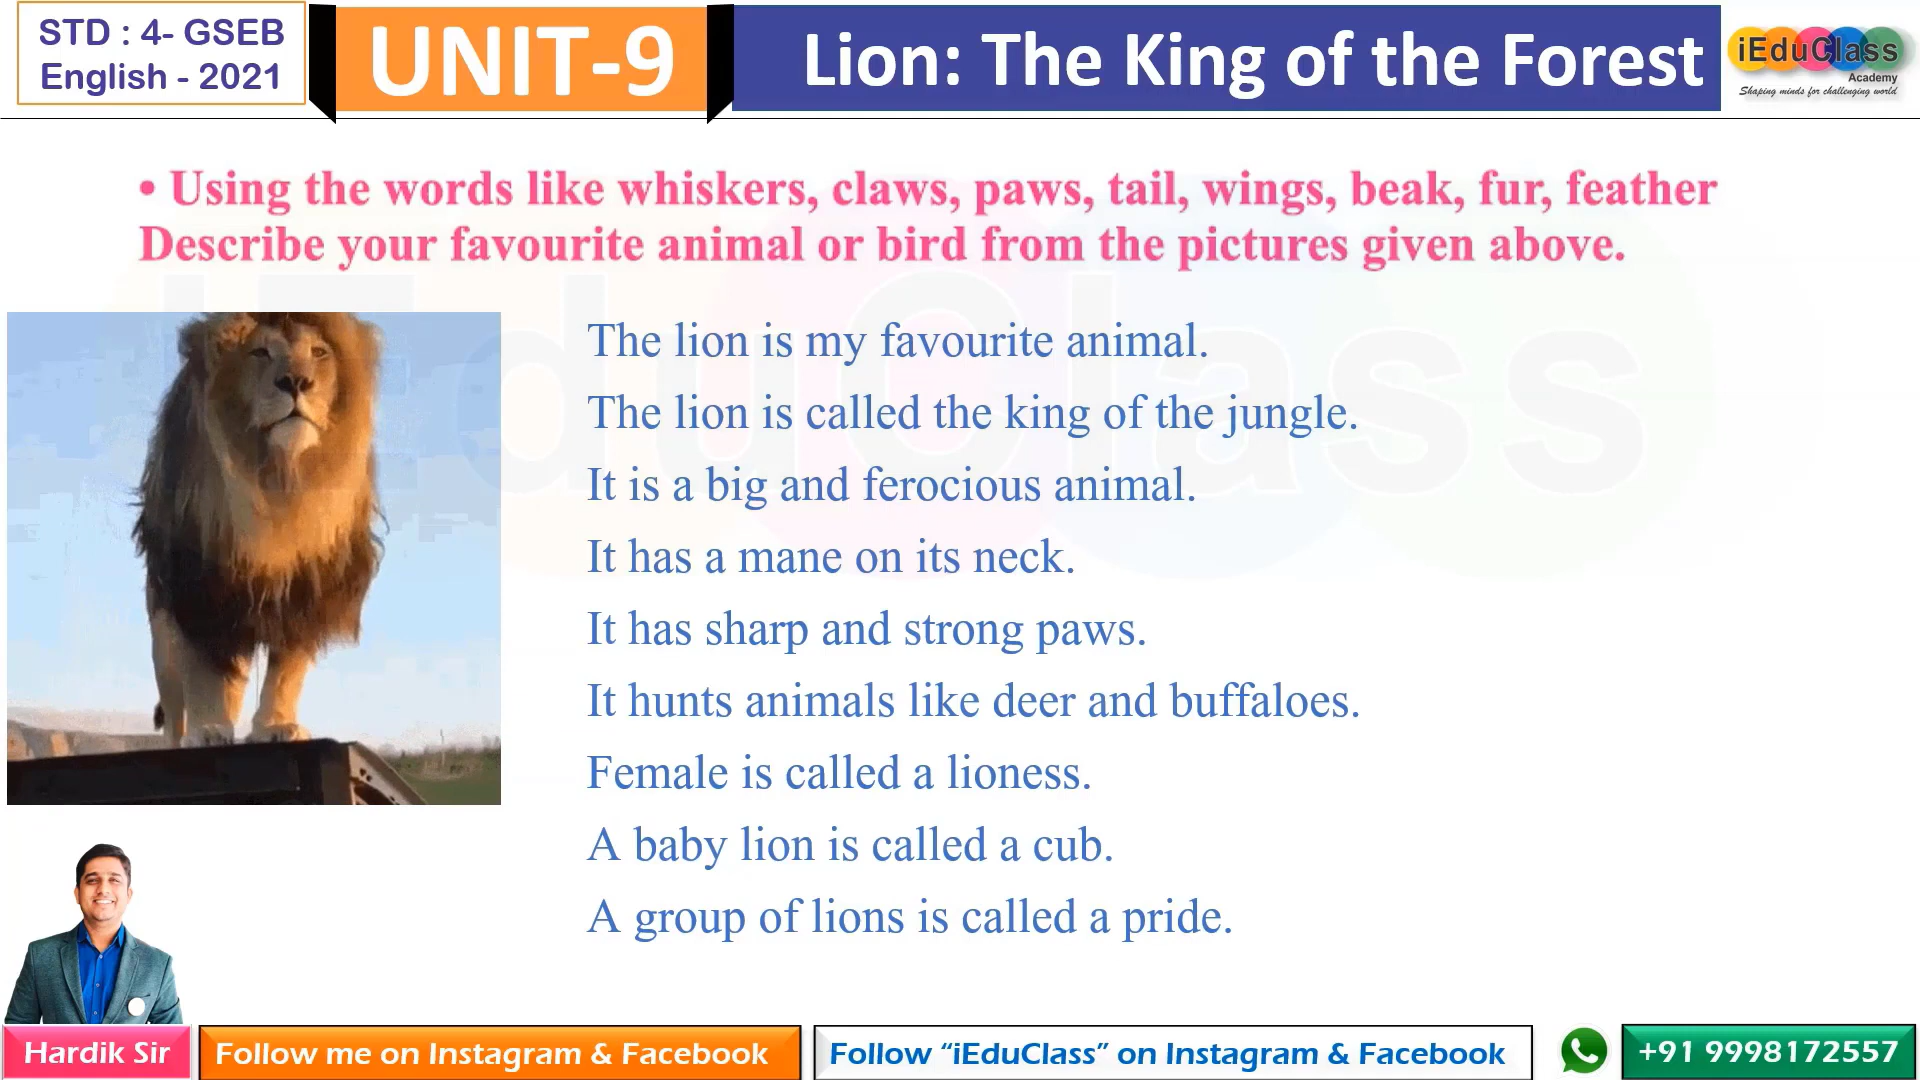 STD : 4- GSEB
English - 2021
UNIT-9
Lion: The King of the Forest
iEduClass
Academy
Shaping minds for challenging world
• Using the words like whiskers, claws, paws, tail, wings, beak, fur, feather
Describe your favourite animal or bird from the pictures given above.
iEduClass
The lion is my favourite animal.
The lion is called the king of the jungle.
It is a big and ferocious animal.
It has a mane on its neck.
It has sharp and strong paws.
It hunts animals like deer and buffaloes.
Female is called a lioness.
A baby lion is called a cub.
A group of lions is called a pride.
Hardik Sir
Follow me on Instagram & Facebook
Follow “iEduClass” on Instagram & Facebook
+91 9998172557